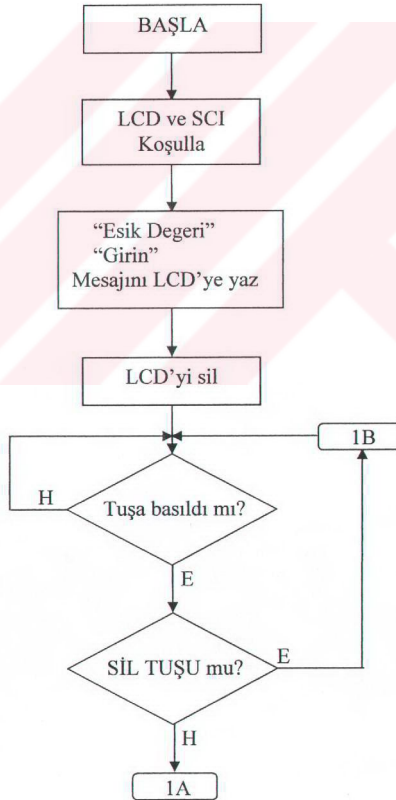 BAŞLA
LCD ve SCI
Koşulla
“Esik Degeri”
“Girin”
Mesajını LCD’ye yaz
LCD’yi sil
1B
H
Tuşa basıldı mı?
E
SİL TUŞU mu?
E
H
1A